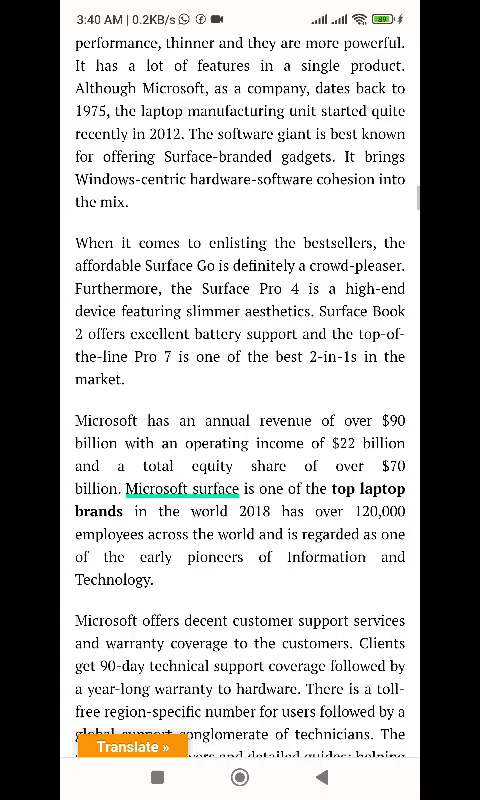 3:40 AM | 0.2KB/s
89
performance, thinner and they are more powerful.
It has a lot of features in a single product.
Although Microsoft, as a company, dates back to
1975, the laptop manufacturing unit started quite
recently in 2012. The software giant is best known
for offering Surface-branded gadgets. It brings
Windows-centric hardware-software cohesion into
the mix.
When it comes to enlisting the bestsellers, the
affordable Surface Go is definitely a crowd-pleaser.
Furthermore, the Surface Pro 4 is a high-end
device featuring slimmer aesthetics. Surface Book
2 offers excellent battery support and the top-of-
the-line Pro 7 is one of the best 2-in-1s in the
market.
Microsoft has an annual revenue of over $90
billion with an operating income of $22 billion
and a total equity share of over $70
billion. Microsoft surface is one of the top laptop
brands in the world 2018 has over 120,000
employees across the world and is regarded as one
of the early pioneers of Information and
Technology.
Microsoft offers decent customer support services
and warranty coverage to the customers. Clients
get 90-day technical support coverage followed by
a year-long warranty to hardware. There is a toll-
free region-specific number for users followed by a
global support conglomerate of technicians. The
and detailed guides; helping
Translate »